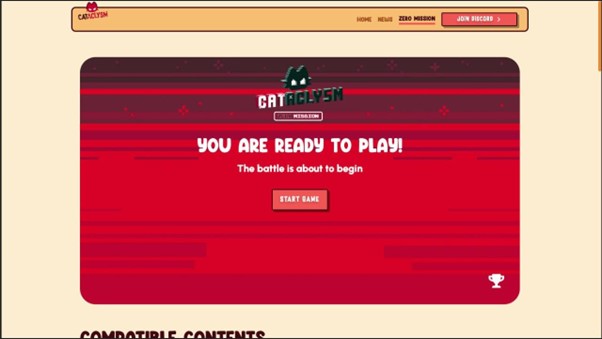 CATACLYSM
HOME NEWS ZERO MISSION JOIN DISCORD >
CATACLYSM
MISSION
YOU ARE READY TO PLAY!
The battle is about to begin
START GAME
COMPATIBLE CONTENTS